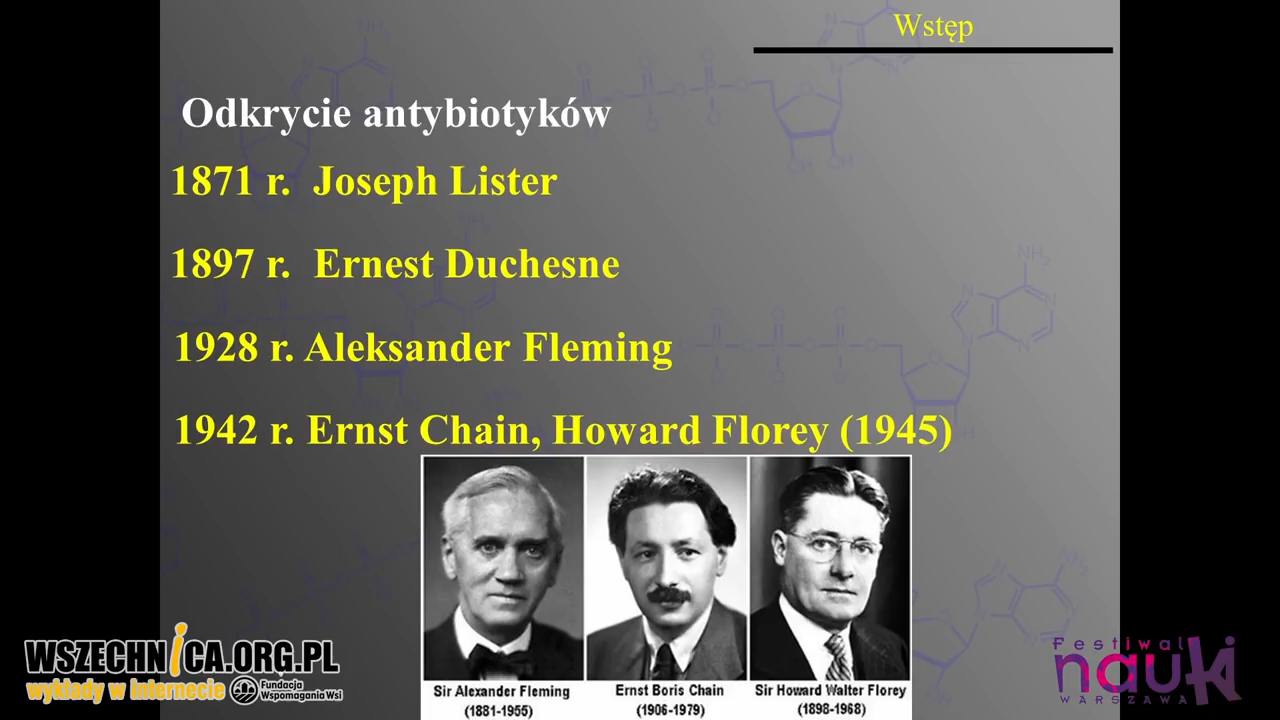 Wstęp
Odkrycie antybiotyków
1871 r. Joseph Lister
1897 r. Ernest Duchesne
1928 r. Aleksander Fleming
1942 r. Ernst Chain, Howard Florey (1945)
Sir Alexander Fleming
(1881-1955)
Ernst Boris Chain
(1906-1979)
Sir Howard Walter Florey
(1898-1968)
WSZECHNICA.ORG.PL
wykłady w internecie
Fundacja
Wspomagania Wsi
Festiwal
nauki
WARSZAWA
NH₂
N
N
N
N
O
O
O
O
OH